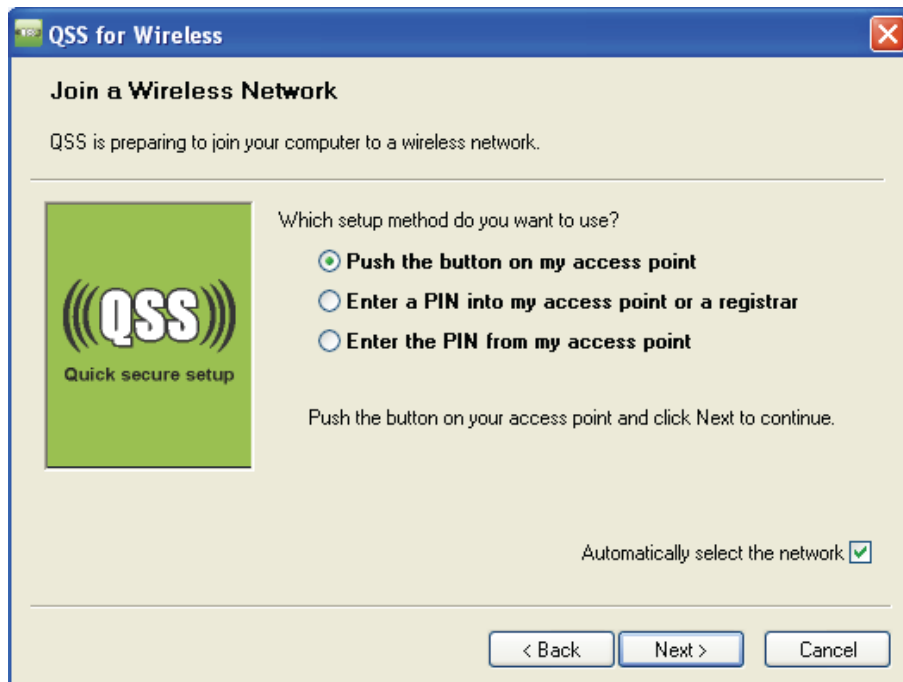 QSS for Wireless
Join a Wireless Network
QSS is preparing to join your computer to a wireless network.
Which setup method do you want to use?
Push the button on my access point
Enter a PIN into my access point or a registrar
Enter the PIN from my access point
(((QSS)))
Quick secure setup
Push the button on your access point and click Next to continue.
Automatically select the network
< Back
Next >
Cancel